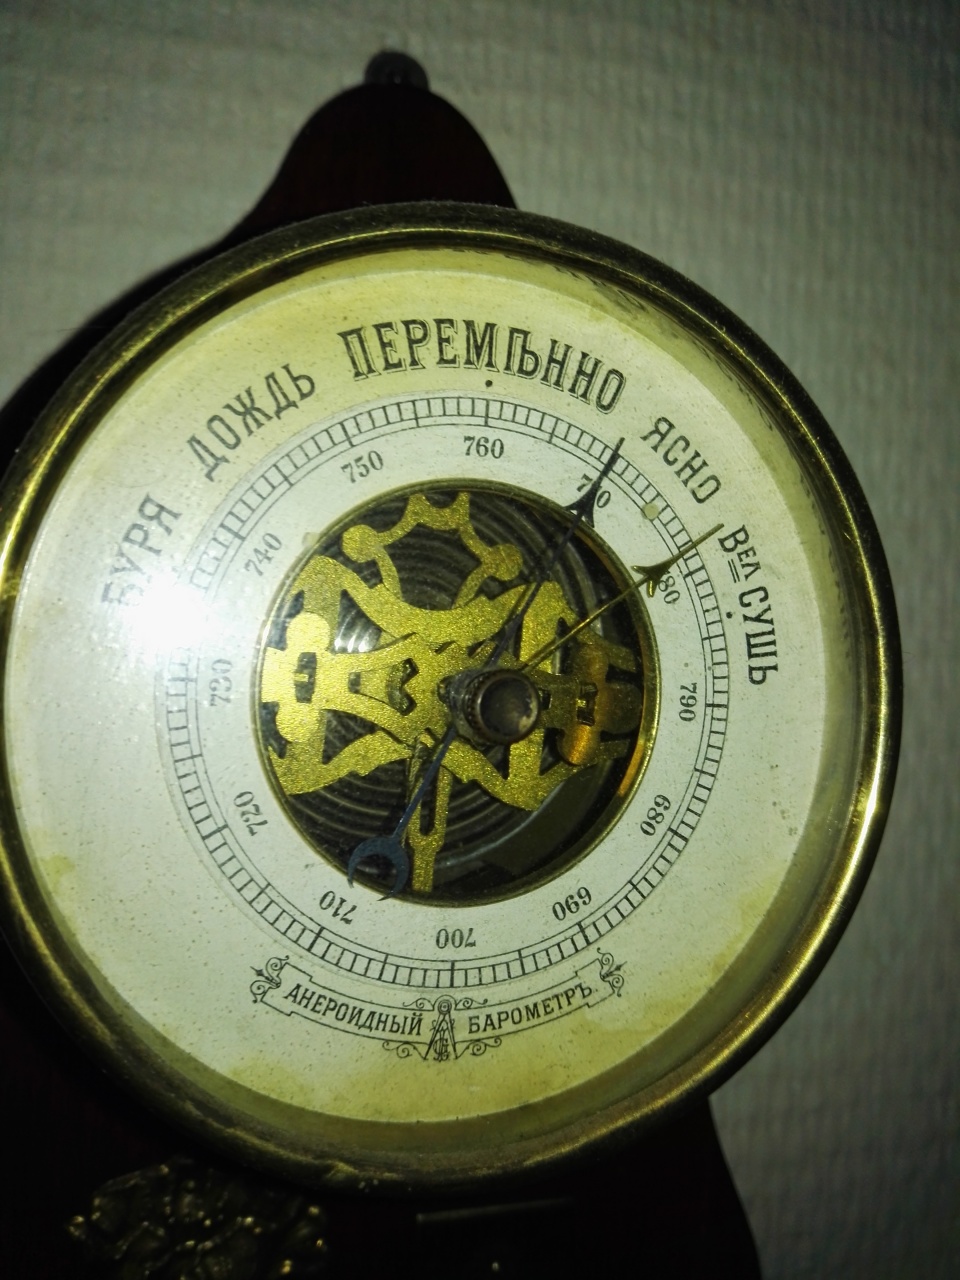 БУРЯ ДОЖДЬ ПЕРЕМѢННО ЯСНО ВЕЛ СУШЬ
720 730 740 750 760 770 780 790
680 690 700 710
АНЕРОИДНЫЙ БАРОМЕТРЪ